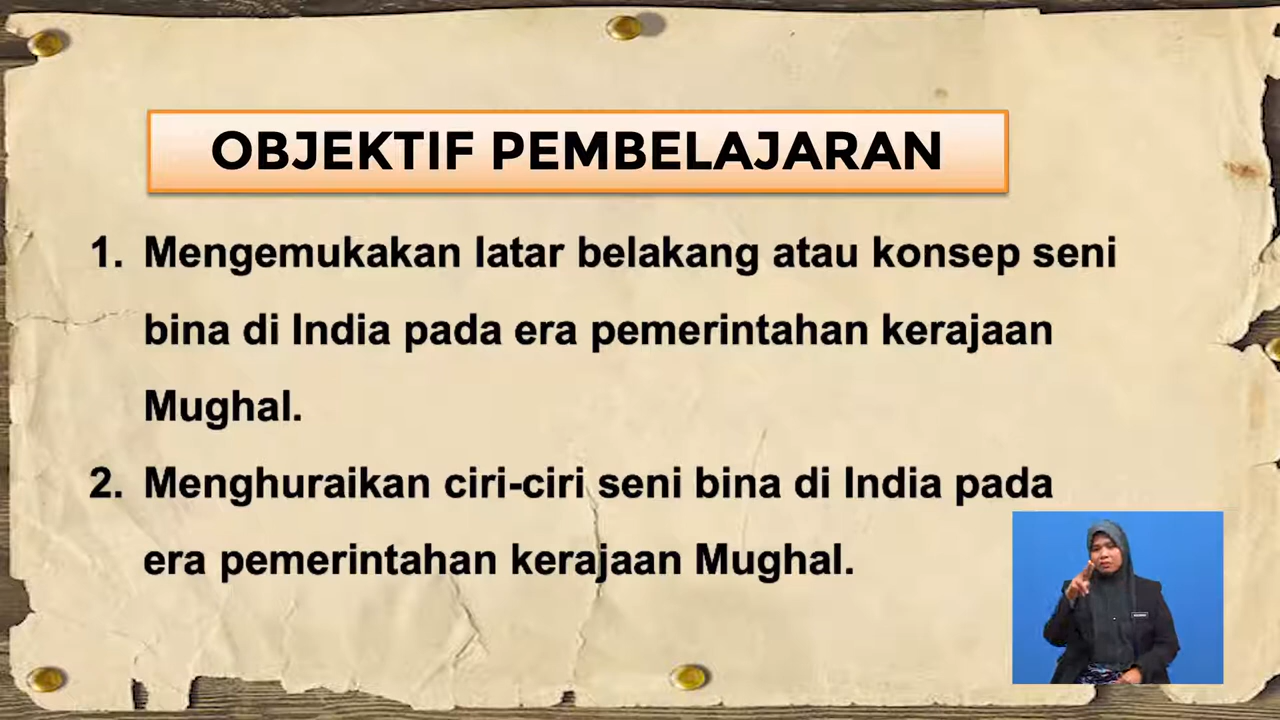 OBJEKTIF PEMBELAJARAN
1. Mengemukakan latar belakang atau konsep seni
bina di India pada era pemerintahan kerajaan
Mughal.
2. Menghuraikan ciri-ciri seni bina di India pada
era pemerintahan kerajaan Mughal.